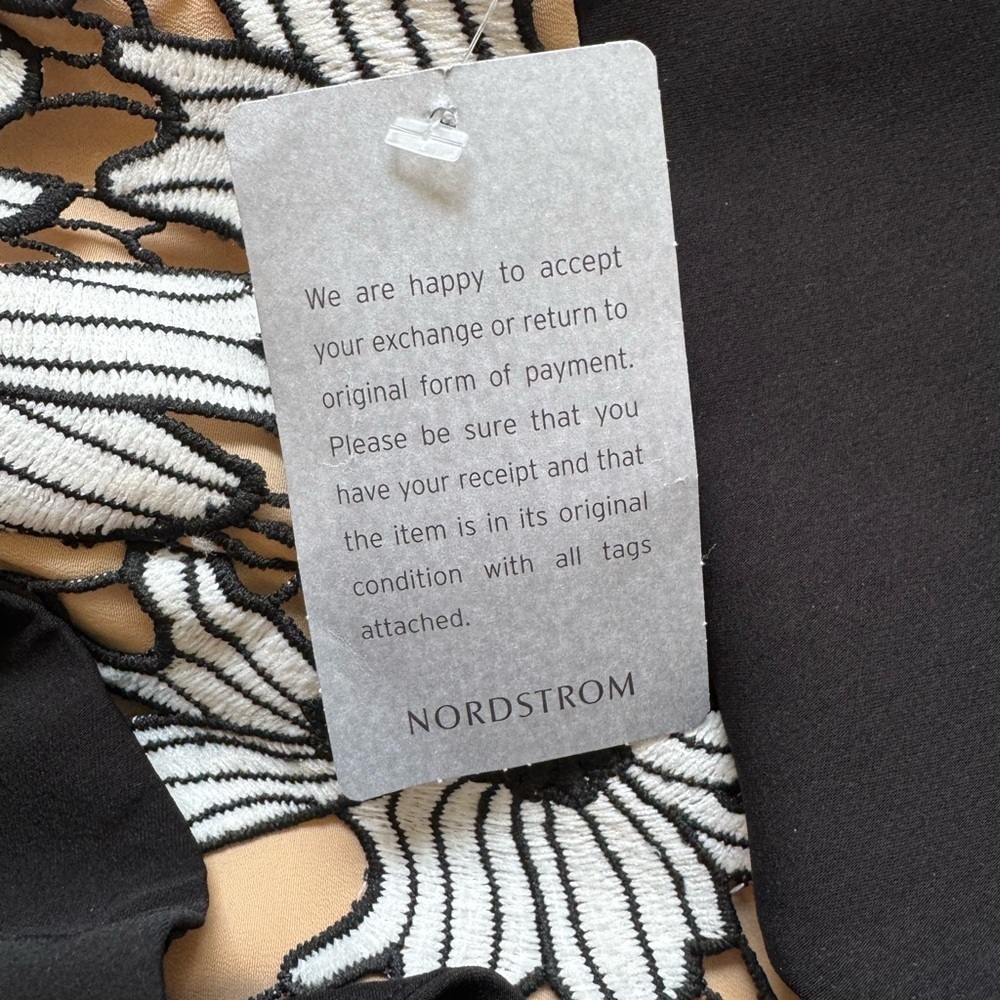 We are happy to accept
your exchange or return to
original form of payment.
Please be sure that you
have your receipt and that
the item is in its original
condition with all tags
attached.
NORDSTROM